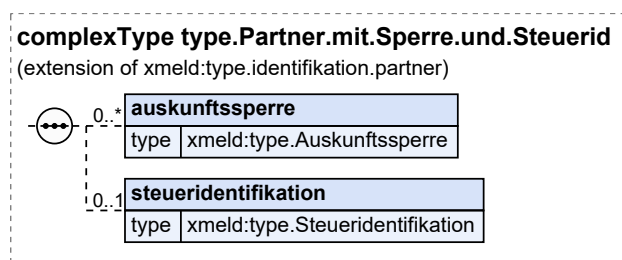 complexType type.Partner.mit.Sperre.und.Steuerid
(extension of xmeld:type.identifikation.partner)
0..* auskunftssperre
type xmeld:type.Auskunftssperre
0..1 steueridentifikation
type xmeld:type.Steueridentifikation